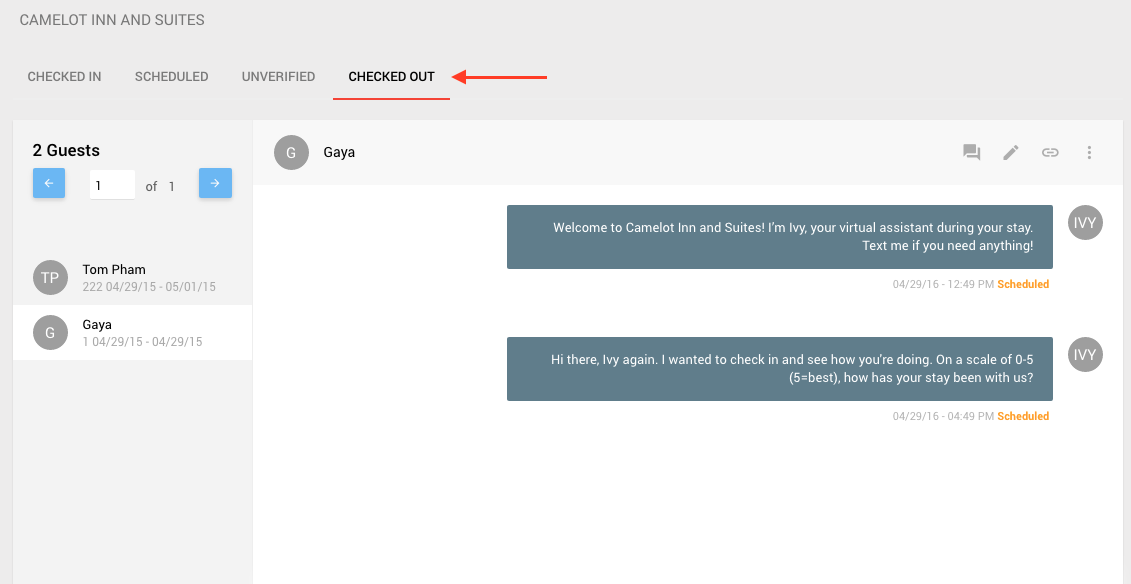 CAMELOT INN AND SUITES
CHECKED IN SCHEDULED UNVERIFIED CHECKED OUT
2 Guests
1 of 1
TP
Tom Pham
222 04/29/15 - 05/01/15
G
Gaya
1 04/29/15 - 04/29/15
G Gaya
Welcome to Camelot Inn and Suites! I'm Ivy, your virtual assistant during your stay.
Text me if you need anything!
IVY
04/29/16 - 12:49 PM Scheduled
Hi there, Ivy again. I wanted to check in and see how you're doing. On a scale of 0-5
(5=best), how has your stay been with us?
IVY
04/29/16 - 04:49 PM Scheduled